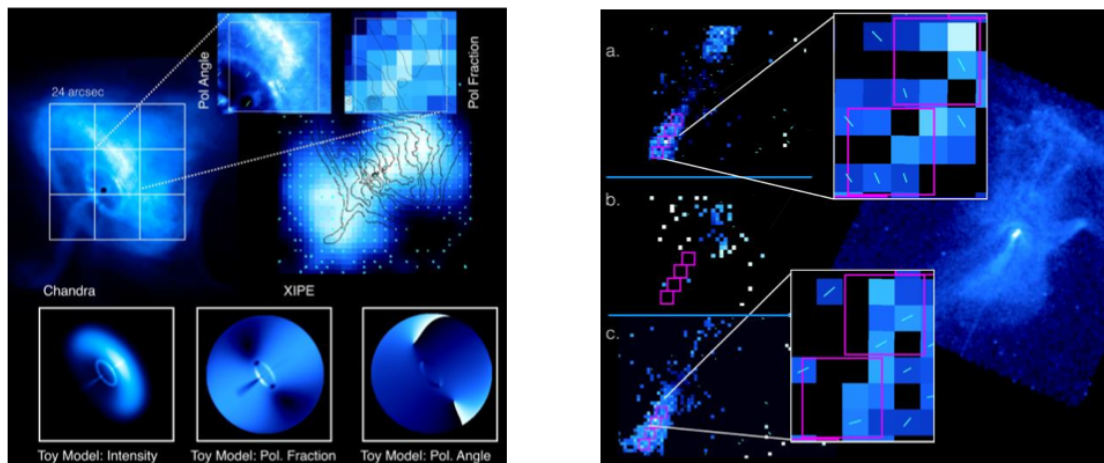 Pol Angle
Pol Fraction
24 arcsec
Chandra
XIPE
Toy Model: Intensity
Toy Model: Pol. Fraction
Toy Model: Pol. Angle
a.
b.
c.